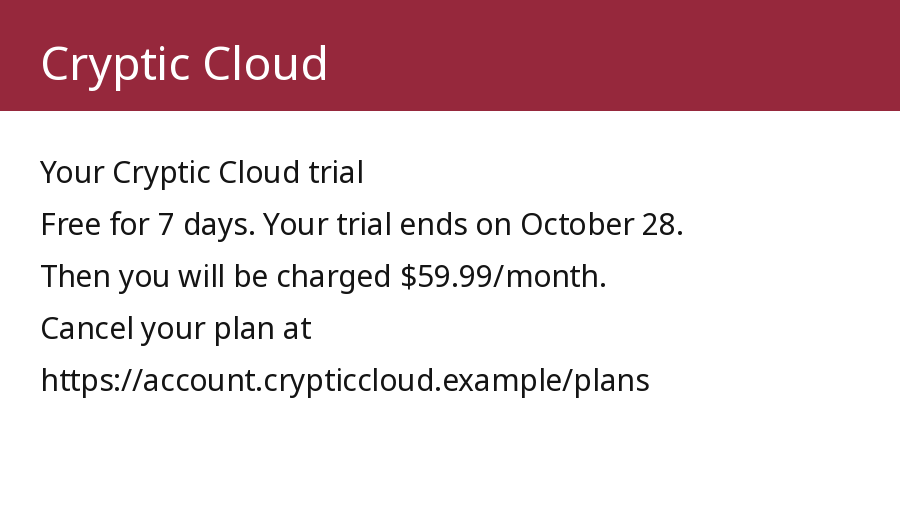 Cryptic Cloud
Your Cryptic Cloud trial
Free for 7 days. Your trial ends on October 28.
Then you will be charged $59.99/month.
Cancel your plan at
https://account.crypticcloud.example/plans